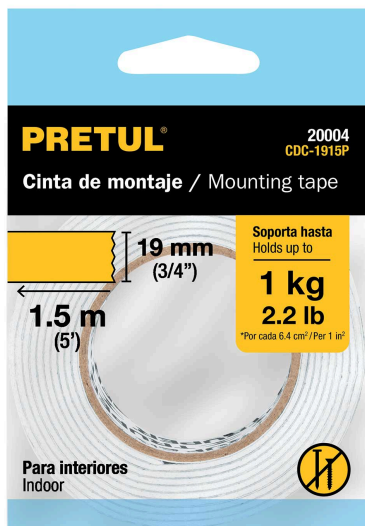 PRETUL®
20004
CDC-1915P
Cinta de montaje / Mounting tape
19 mm
(3/4”)
1.5 m
(5’)
Soporta hasta
Holds up to
1 kg
2.2 lb
*Por cada 6.4 cm² / Per 1 in²
Para interiores
Indoor